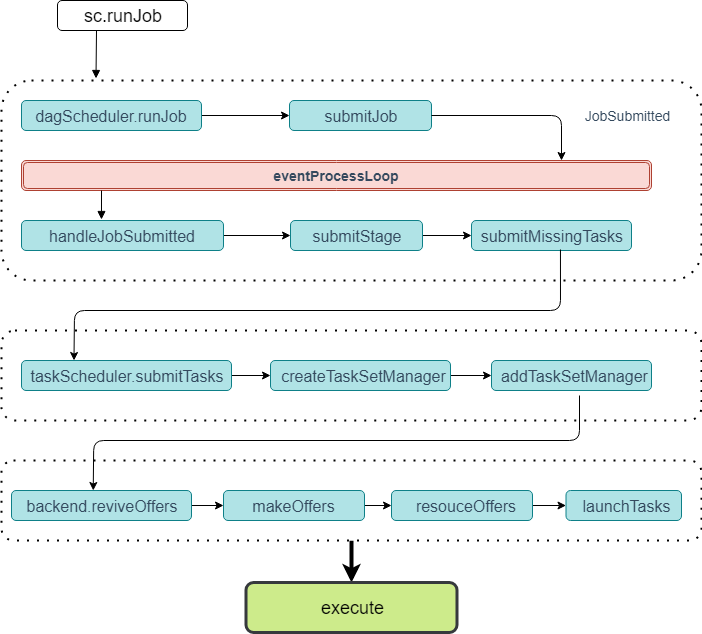 sc.runJob
dagScheduler.runJob
submitJob
JobSubmitted
eventProcessLoop
handleJobSubmitted
submitStage
submitMissingTasks
taskScheduler.submitTasks
createTaskSetManager
addTaskSetManager
backend.reviveOffers
makeOffers
resouceOffers
launchTasks
execute